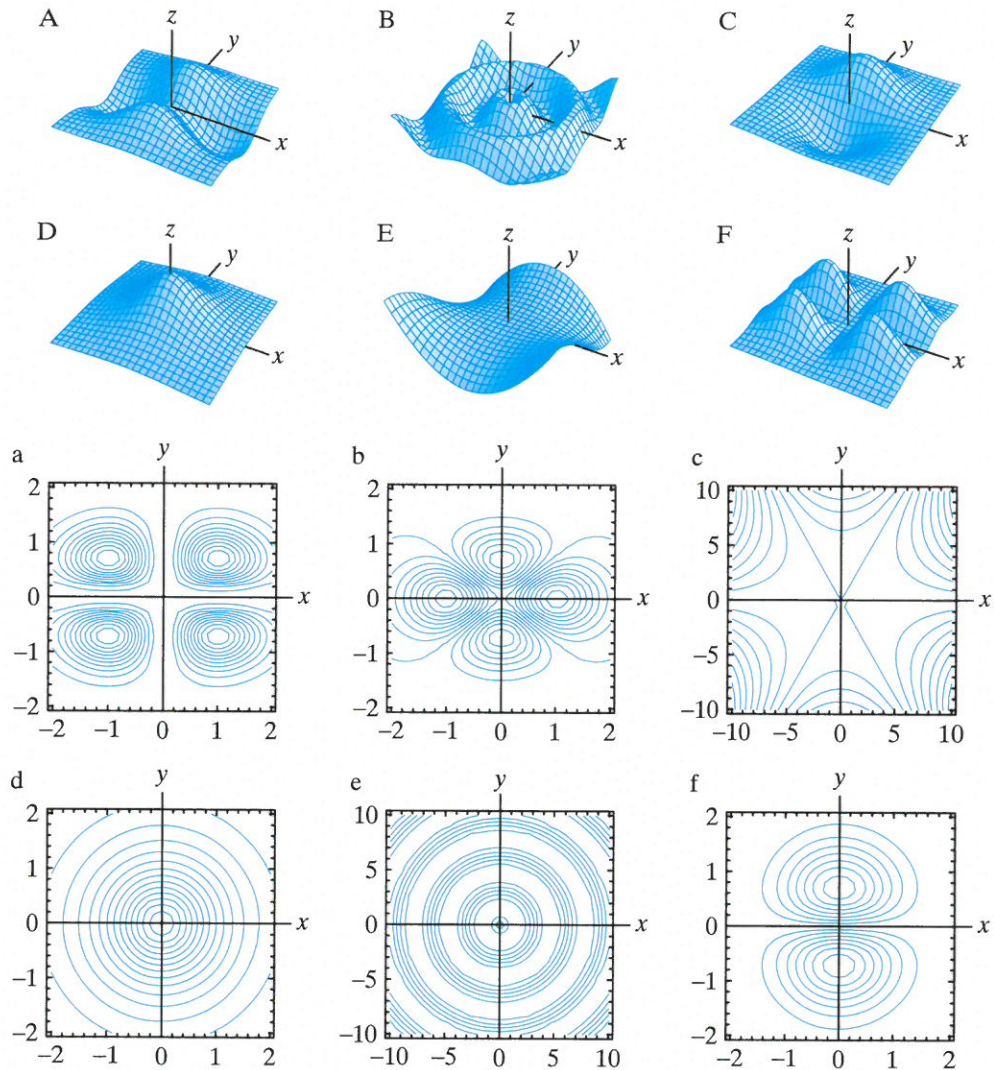 A B C
z z z
y y y
x x x
D E F
z z z
y y y
x x x
a b c
y y y
2 2 10
1 1 5
0 x 0 x 0 x
−1 −1 −5
−2 −2 −10
−2 −1 0 1 2 −2 −1 0 1 2 −10 −5 0 5 10
d e f
y y y
2 10 2
1 5 1
0 x 0 x 0 x
−1 −5 −1
−2 −10 −2
−2 −1 0 1 2 −10 −5 0 5 10 −2 −1 0 1 2